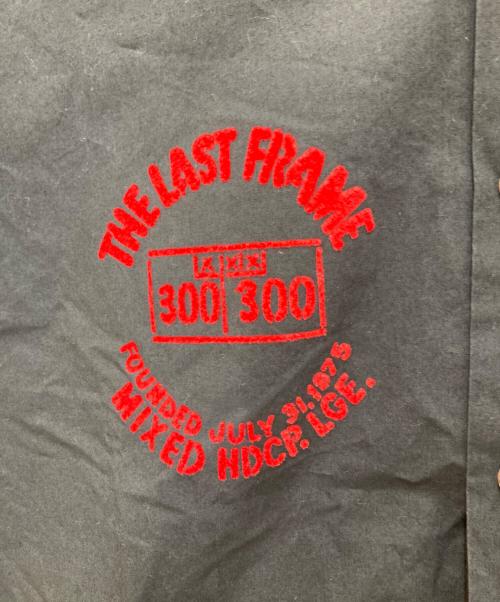 THE LAST FRAME
X X X
300 300
FOUNDED JULY 31, 1975
MIXED HDCP. LGE.